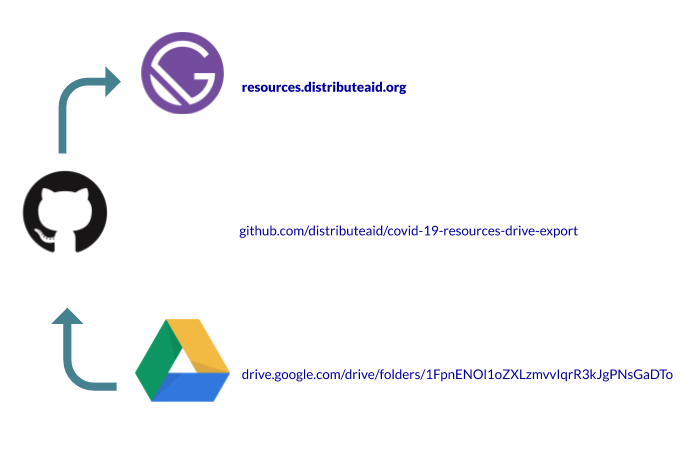 resources.distributeaid.org
github.com/distributeaid/covid-19-resources-drive-export
drive.google.com/drive/folders/1FpnENOl1oZXLzmvvIqrR3kJgPNsGaDTo